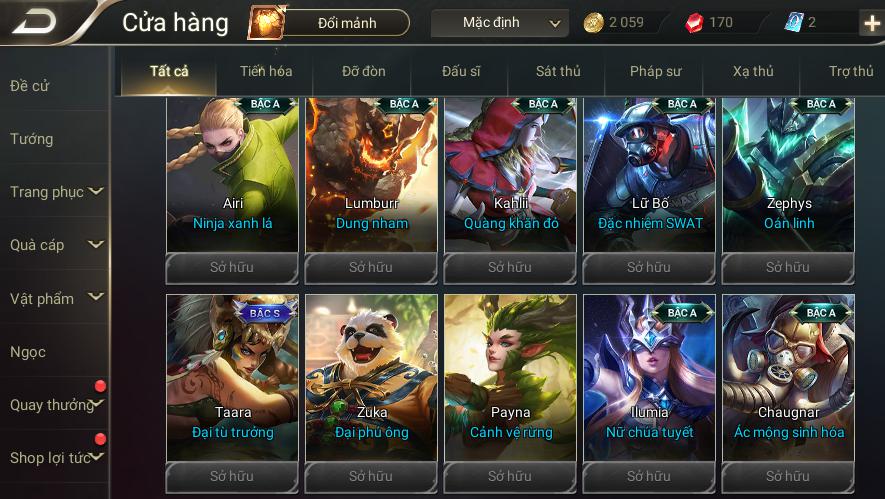 Cửa hàng
Đổi mảnh
Mặc định
2 059
170
2
Đề cử
Tướng
Trang phục
Quà cáp
Vật phẩm
Ngọc
Quay thưởng
Shop lợi tức
Tất cả
Tiến hóa
Đỡ đòn
Đấu sĩ
Sát thủ
Pháp sư
Xạ thủ
Trợ thủ
BẬC A
Airi
Ninja xanh lá
Sở hữu
BẬC A
Lumburr
Dung nham
Sở hữu
BẬC A
Kahlii
Quàng khăn đỏ
Sở hữu
BẬC A
SWAT
Lữ Bố
Đặc nhiệm SWAT
Sở hữu
BẬC A
Zephys
Oán linh
Sở hữu
BẬC S
Taara
Đại tù trưởng
Sở hữu
Zuka
Đại phú ông
Sở hữu
Payna
Cảnh vệ rừng
Sở hữu
BẬC A
Ilumia
Nữ chúa tuyết
Sở hữu
BẬC A
Chaugnar
Ác mộng sinh hóa
Sở hữu